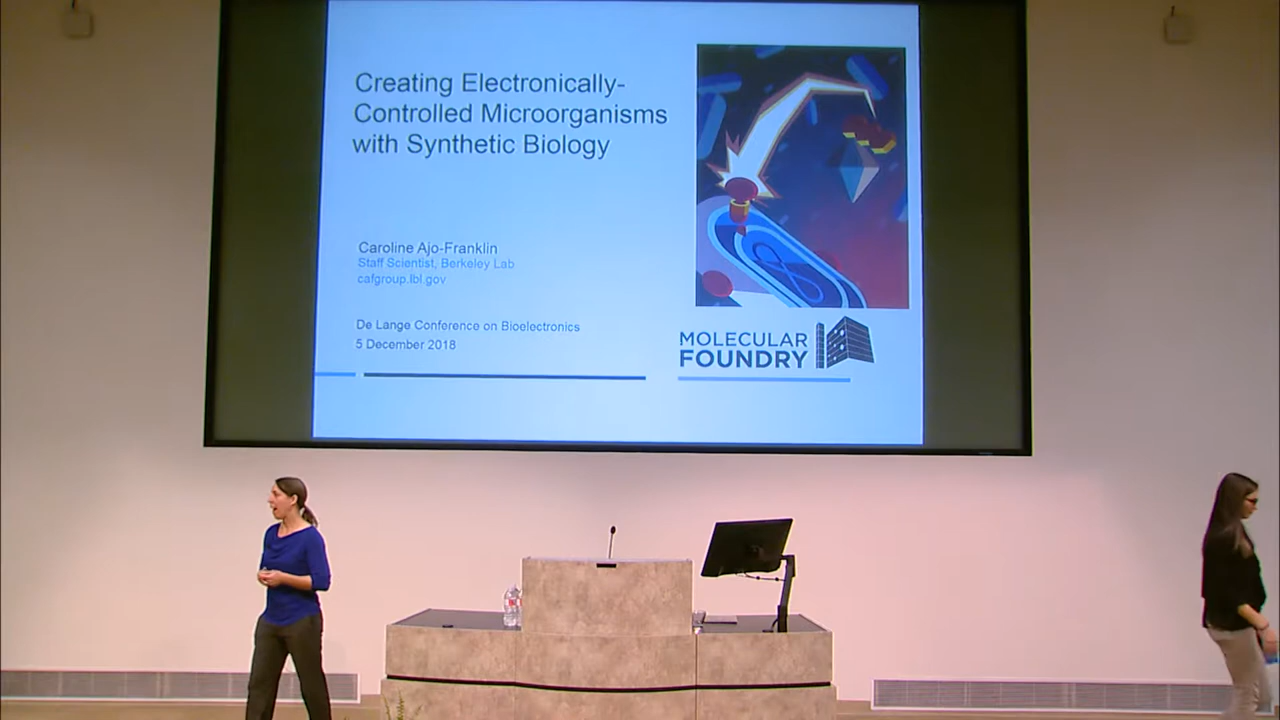 Creating Electronically-
Controlled Microorganisms
with Synthetic Biology
Caroline Ajo-Franklin
Staff Scientist, Berkeley Lab
cafgroup.lbl.gov
De Lange Conference on Bioelectronics
5 December 2018
MOLECULAR
FOUNDRY